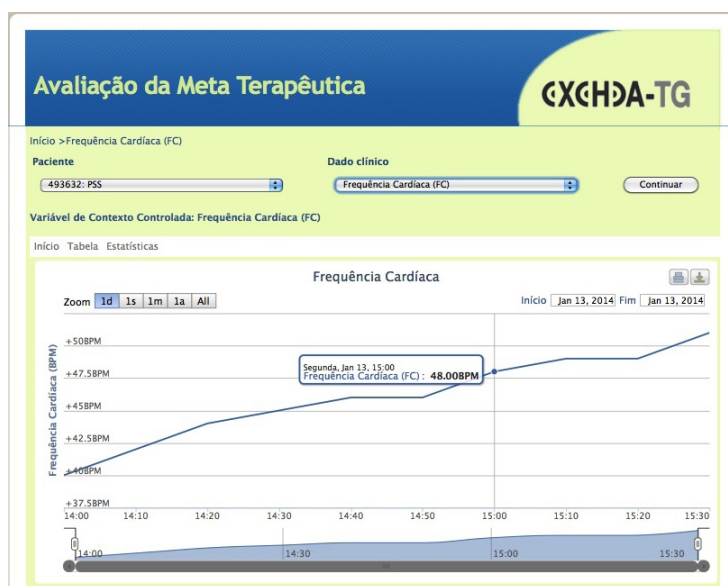 Avaliação da Meta Terapêutica
CXCHDA-TG
Início >Frequência Cardíaca (FC)
Paciente
Dado clínico
493632: PSS
Frequência Cardíaca (FC)
Continuar
Variável de Contexto Controlada: Frequência Cardíaca (FC)
Início Tabela Estatísticas
Frequência Cardíaca
Zoom 1d 1s 1m 1a All
Início Jan 13, 2014 Fim Jan 13, 2014
Frequência Cardíaca (BPM)
+50BPM
+47.5BPM
+45BPM
+42.5BPM
+40BPM
+37.5BPM
Segunda, Jan 13, 15:00
Frequência Cardíaca (FC) : 48.00BPM
14:00 14:10 14:20 14:30 14:40 14:50 15:00 15:10 15:20 15:30
14:00 14:30 15:00 15:30